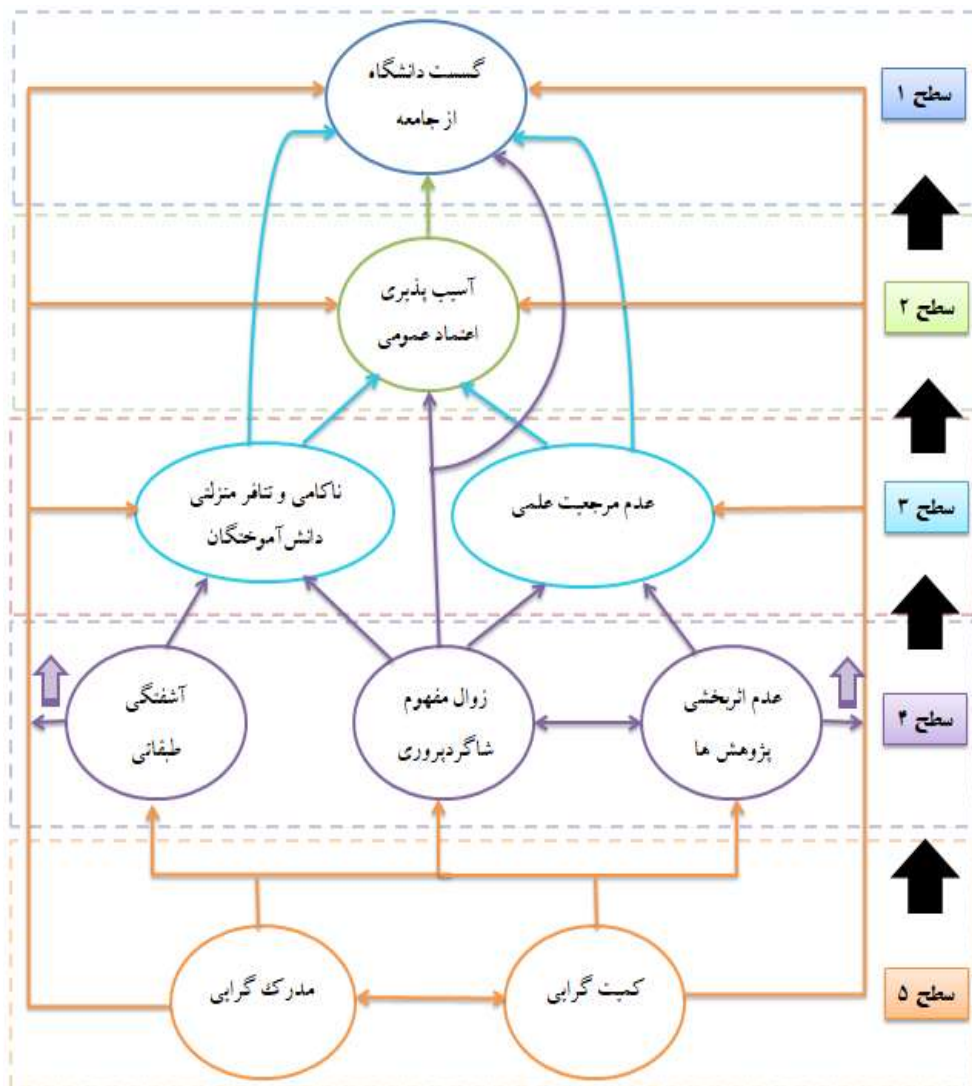 گسست دانشگاه
از جامعه
سطح ۱
آسیب پذیری
اعتماد عمومی
سطح ۲
ناکامی و تنافر منزلتی
دانش‌آموختگان
عدم مرجعیت علمی
سطح ۳
عدم اثربخشی
پژوهش ها
زوال مفهوم
شاگردپروری
آشفتگی
طبقاتی
سطح ۴
کمیت گرایی
مدرک گرایی
سطح ۵